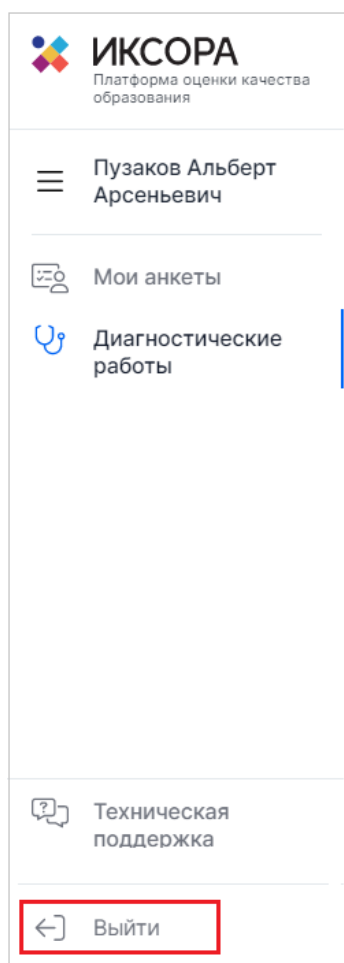 ИКСОРА
Платформа оценки качества
образования
Пузаков Альберт
Арсеньевич
Мои анкеты
Диагностические
работы
Техническая
поддержка
Выйти